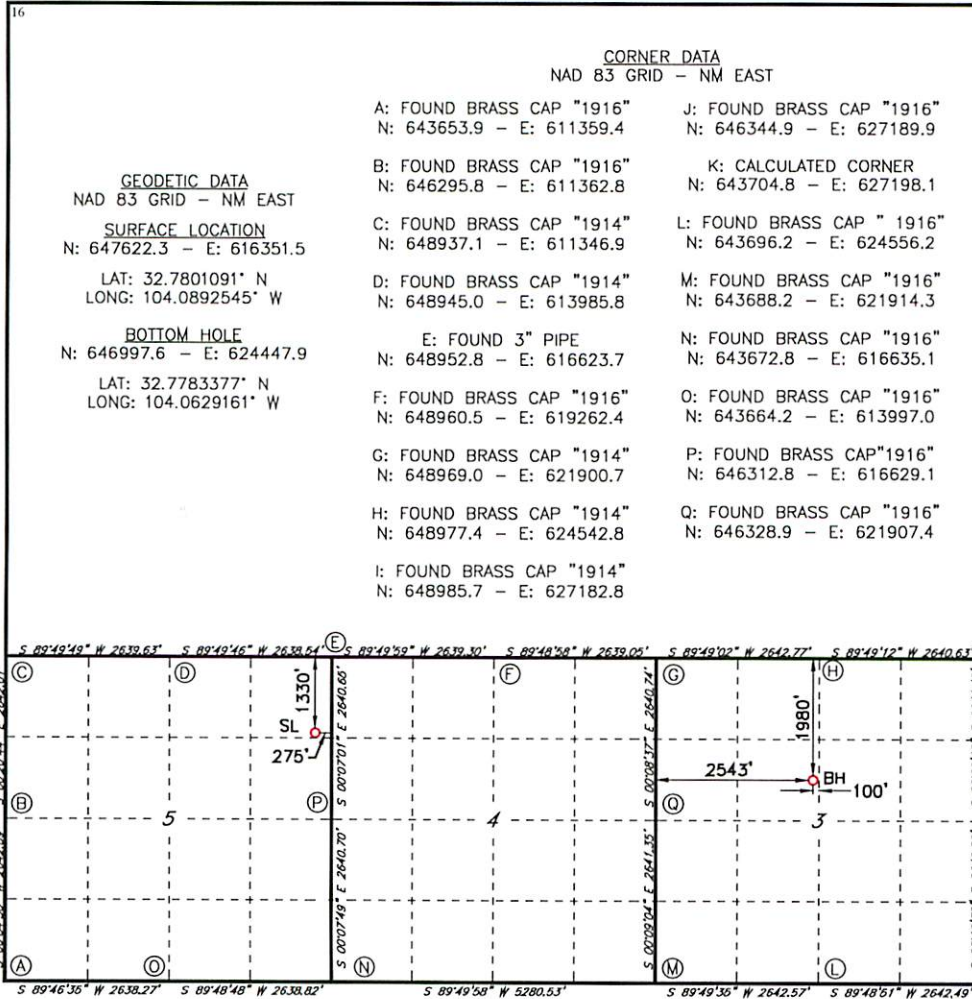 16
CORNER DATA
NAD 83 GRID – NM EAST
A: FOUND BRASS CAP "1916"
N: 643653.9 – E: 611359.4
B: FOUND BRASS CAP "1916"
N: 646295.8 – E: 611362.8
C: FOUND BRASS CAP "1914"
N: 648937.1 – E: 611346.9
D: FOUND BRASS CAP "1914"
N: 648945.0 – E: 613985.8
E: FOUND 3" PIPE
N: 648952.8 – E: 616623.7
F: FOUND BRASS CAP "1916"
N: 648960.5 – E: 619262.4
G: FOUND BRASS CAP "1914"
N: 648969.0 – E: 621900.7
H: FOUND BRASS CAP "1914"
N: 648977.4 – E: 624542.8
I: FOUND BRASS CAP "1914"
N: 648985.7 – E: 627182.8
J: FOUND BRASS CAP "1916"
N: 646344.9 – E: 627189.9
K: CALCULATED CORNER
N: 643704.8 – E: 627198.1
L: FOUND BRASS CAP " 1916"
N: 643696.2 – E: 624556.2
M: FOUND BRASS CAP "1916"
N: 643688.2 – E: 621914.3
N: FOUND BRASS CAP "1916"
N: 643672.8 – E: 616635.1
O: FOUND BRASS CAP "1916"
N: 643664.2 – E: 613997.0
P: FOUND BRASS CAP"1916"
N: 646312.8 – E: 616629.1
Q: FOUND BRASS CAP "1916"
N: 646328.9 – E: 621907.4
GEODETIC DATA
NAD 83 GRID – NM EAST
SURFACE LOCATION
N: 647622.3 – E: 616351.5
LAT: 32.7801091° N
LONG: 104.0892545° W
BOTTOM HOLE
N: 646997.6 – E: 624447.9
LAT: 32.7783377° N
LONG: 104.0629161° W
S 89°49'49" W 2639.63'
S 89°49'46" W 2638.54'
E
S 89°49'59" W 2639.30'
S 89°48'58" W 2639.05'
S 89°49'02" W 2642.77'
S 89°49'12" W 2640.63'
C
D
F
G
H
1330'
SL
275'
S 00°07'01" E 2640.65'
S 00°08'37" E 2640.74'
1980'
2543'
BH
100'
B
P
Q
5
4
3
S 00°07'49" E 2640.70'
S 00°09'04" E 2641.35'
A
O
N
M
L
S 89°46'35" W 2638.27'
S 89°48'48" W 2638.82'
S 89°49'58" W 5280.53'
S 89°49'35" W 2642.57'
S 89°48'51" W 2642.49'